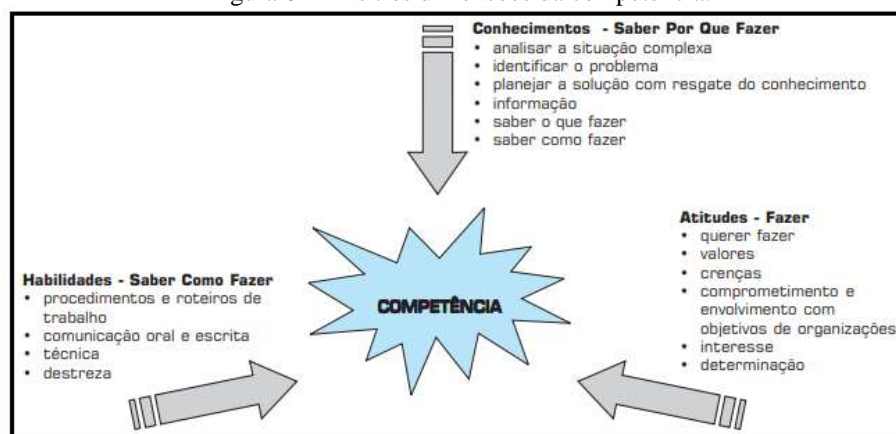 Conhecimentos - Saber Por Que Fazer
• analisar a situação complexa
• identificar o problema
• planejar a solução com resgate do conhecimento
• informação
• saber o que fazer
• saber como fazer
Atitudes - Fazer
• querer fazer
• valores
• crenças
• comprometimento e
envolvimento com
objetivos de organizações
• interesse
• determinação
COMPETÊNCIA
Habilidades - Saber Como Fazer
• procedimentos e roteiros de
trabalho
• comunicação oral e escrita
• técnica
• destreza